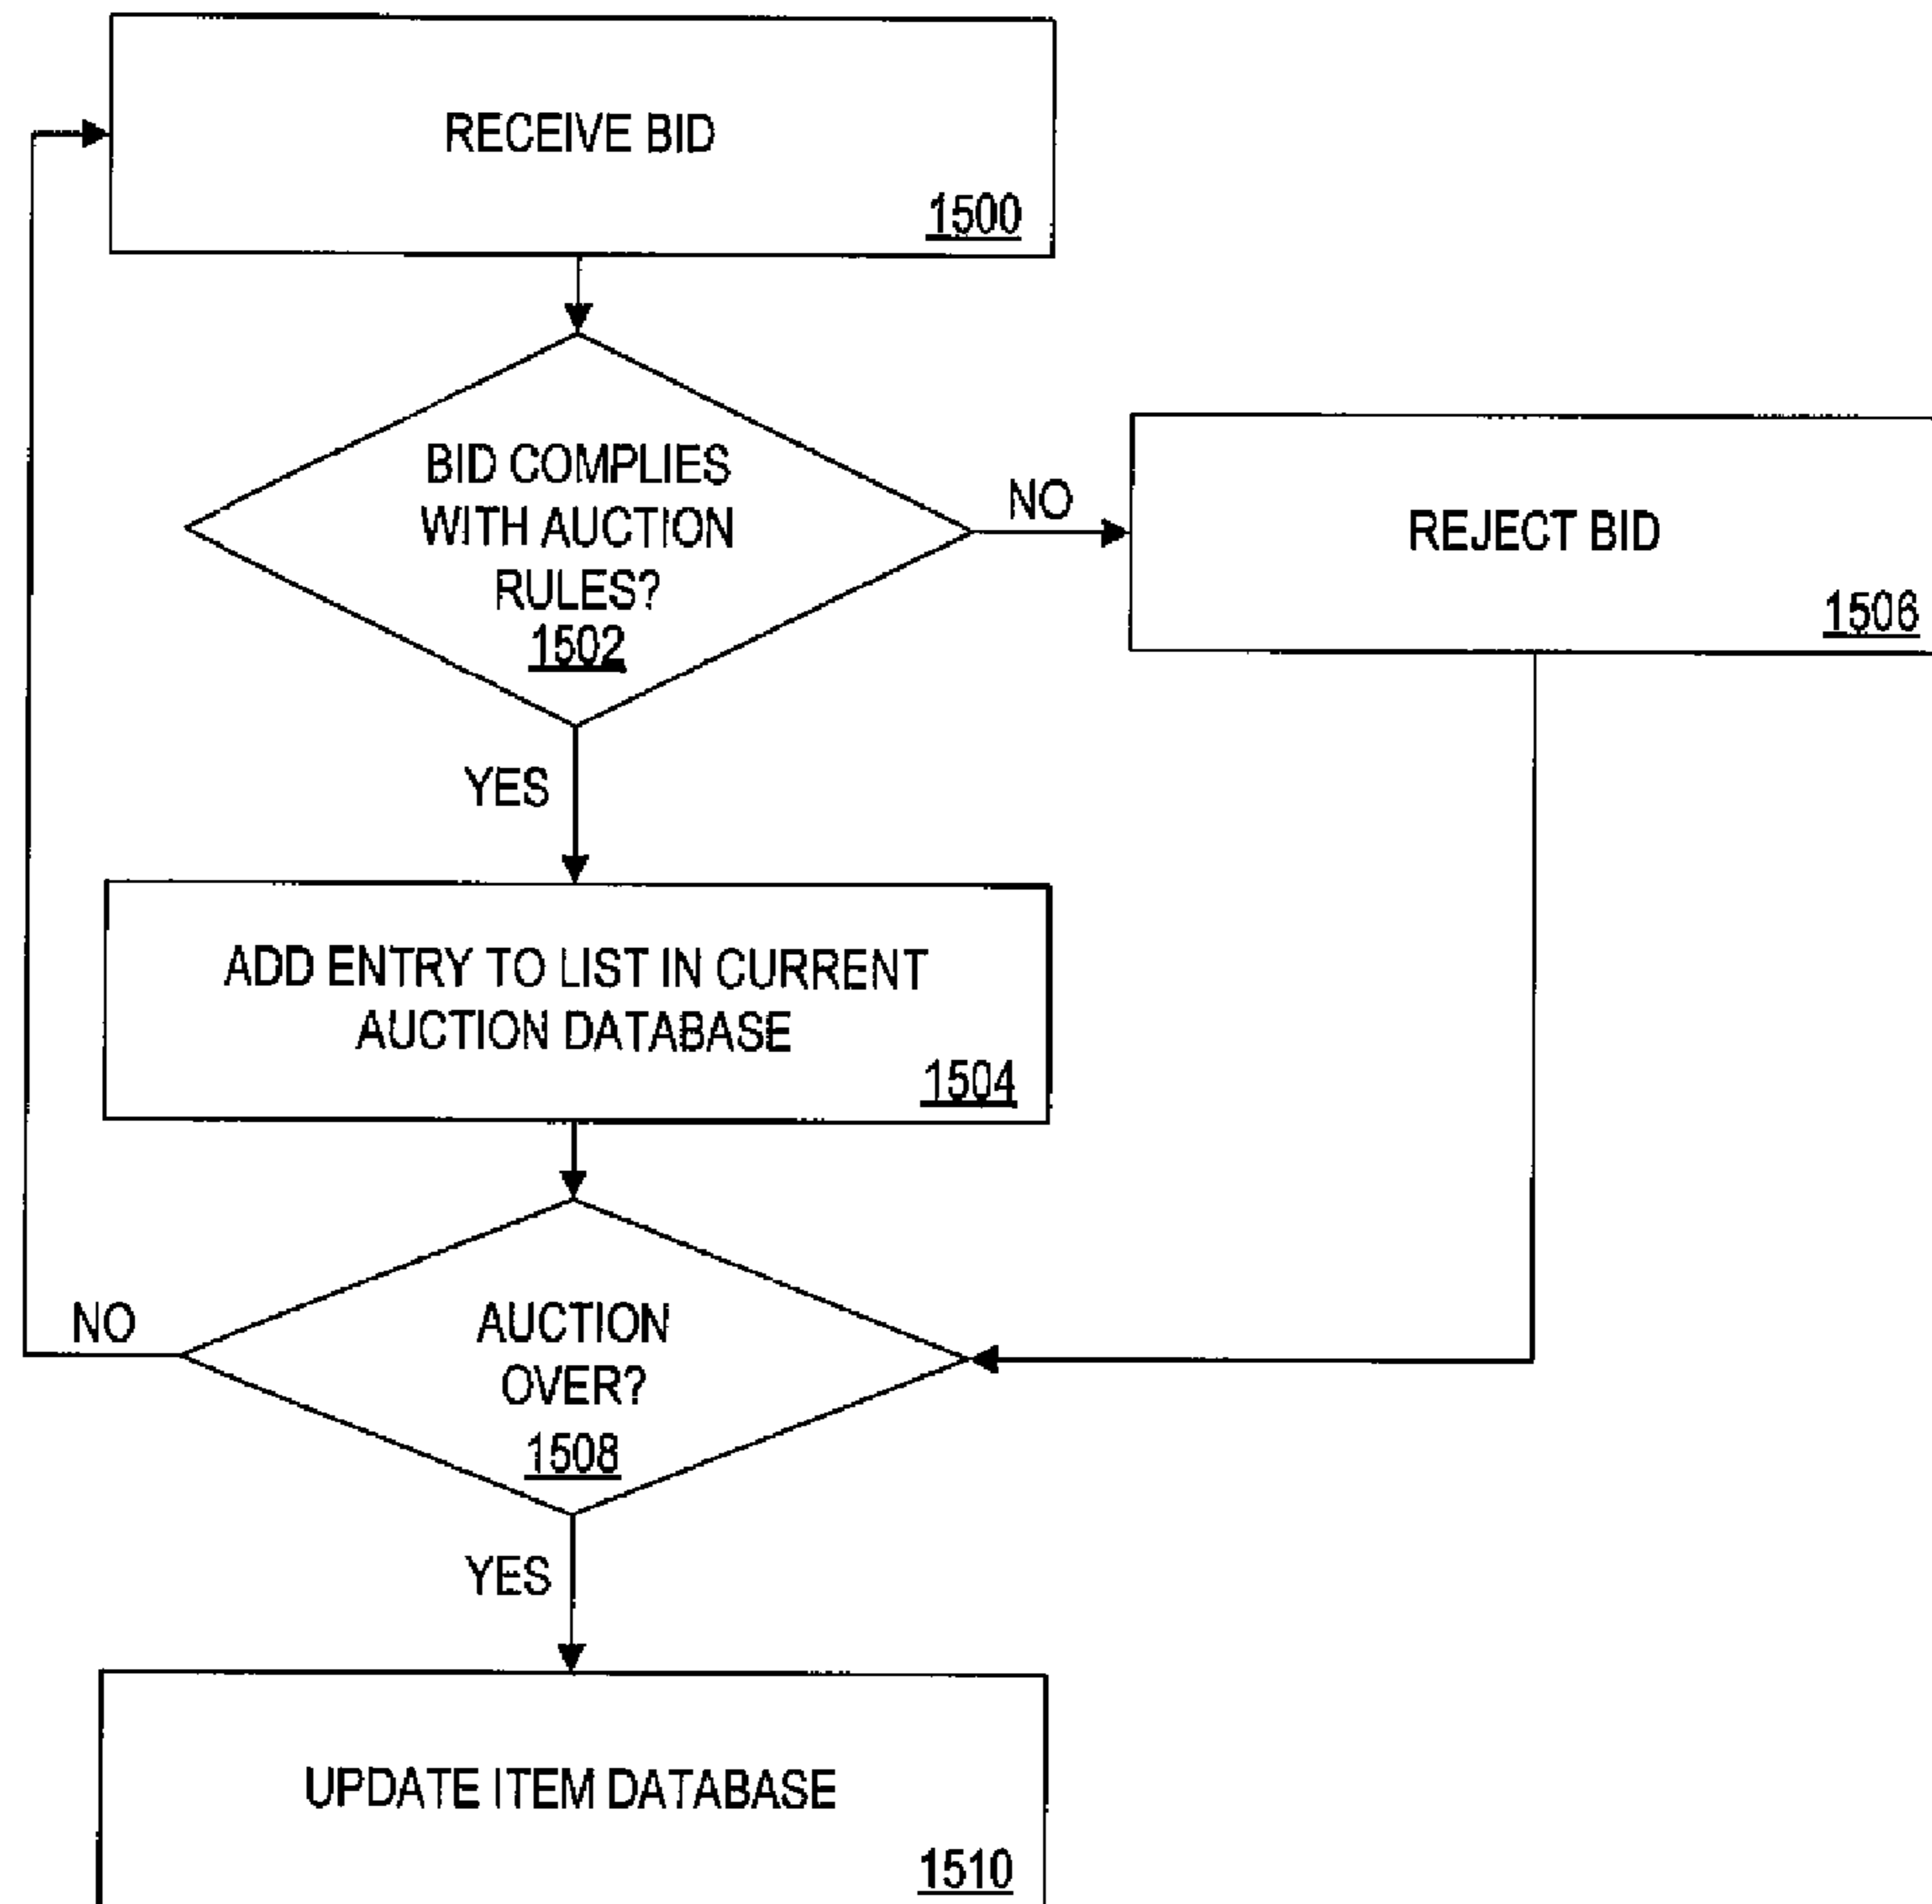 RECEIVE BID
1500
BID COMPLIES
WITH AUCTION
RULES?
1502
NO
REJECT BID
1506
YES
ADD ENTRY TO LIST IN CURRENT
AUCTION DATABASE
1504
NO
AUCTION
OVER?
1508
YES
UPDATE ITEM DATABASE
1510